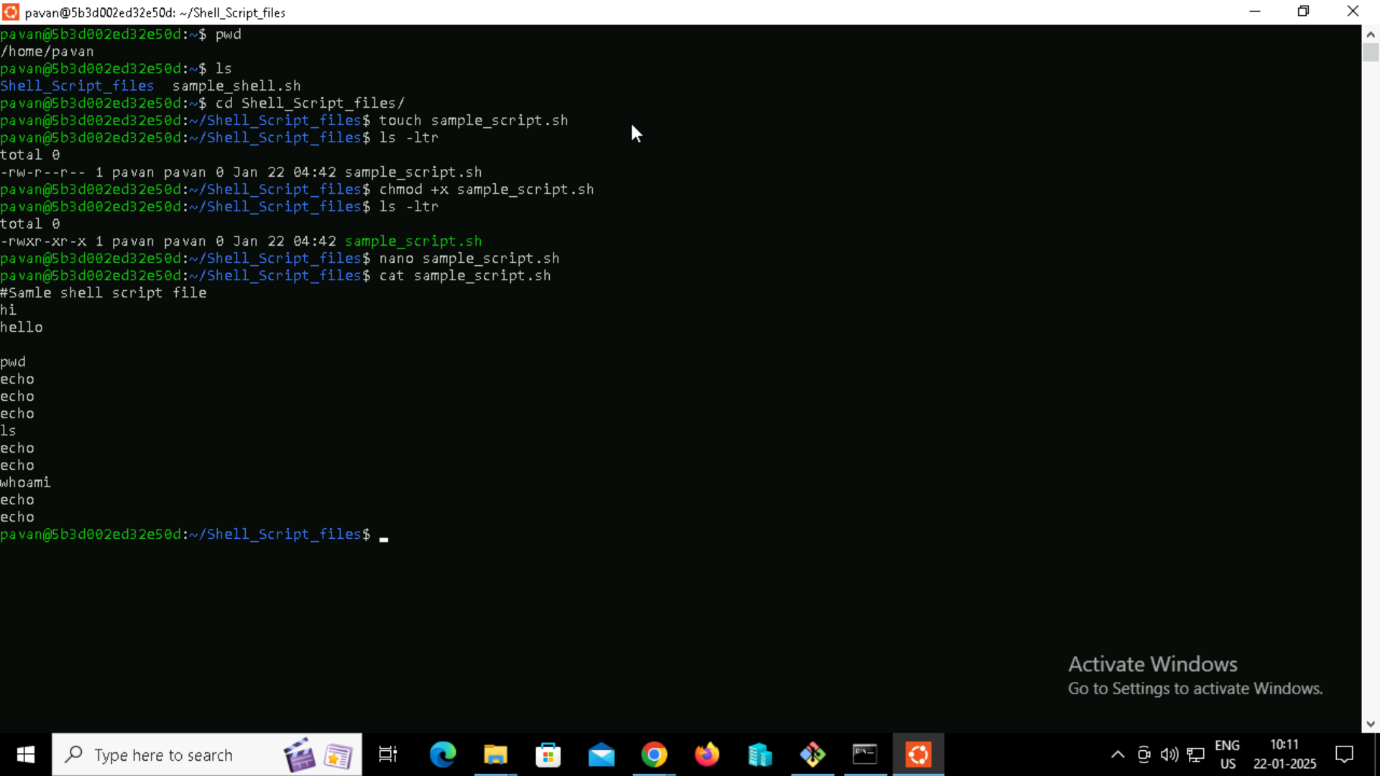 pavan@5b3d002ed32e50d: ~/Shell_Script_files
pavan@5b3d002ed32e50d:~$ pwd
/home/pavan
pavan@5b3d002ed32e50d:~$ ls
Shell_Script_files  sample_shell.sh
pavan@5b3d002ed32e50d:~$ cd Shell_Script_files/
pavan@5b3d002ed32e50d:~/Shell_Script_files$ touch sample_script.sh
pavan@5b3d002ed32e50d:~/Shell_Script_files$ ls -ltr
total 0
-rw-r--r-- 1 pavan pavan 0 Jan 22 04:42 sample_script.sh
pavan@5b3d002ed32e50d:~/Shell_Script_files$ chmod +x sample_script.sh
pavan@5b3d002ed32e50d:~/Shell_Script_files$ ls -ltr
total 0
-rwxr-xr-x 1 pavan pavan 0 Jan 22 04:42 sample_script.sh
pavan@5b3d002ed32e50d:~/Shell_Script_files$ nano sample_script.sh
pavan@5b3d002ed32e50d:~/Shell_Script_files$ cat sample_script.sh
#Samle shell script file
hi
hello
pwd
echo
echo
echo
ls
echo
echo
whoami
echo
echo
pavan@5b3d002ed32e50d:~/Shell_Script_files$
Activate Windows
Go to Settings to activate Windows.
Type here to search
ENG
US
10:11
22-01-2025